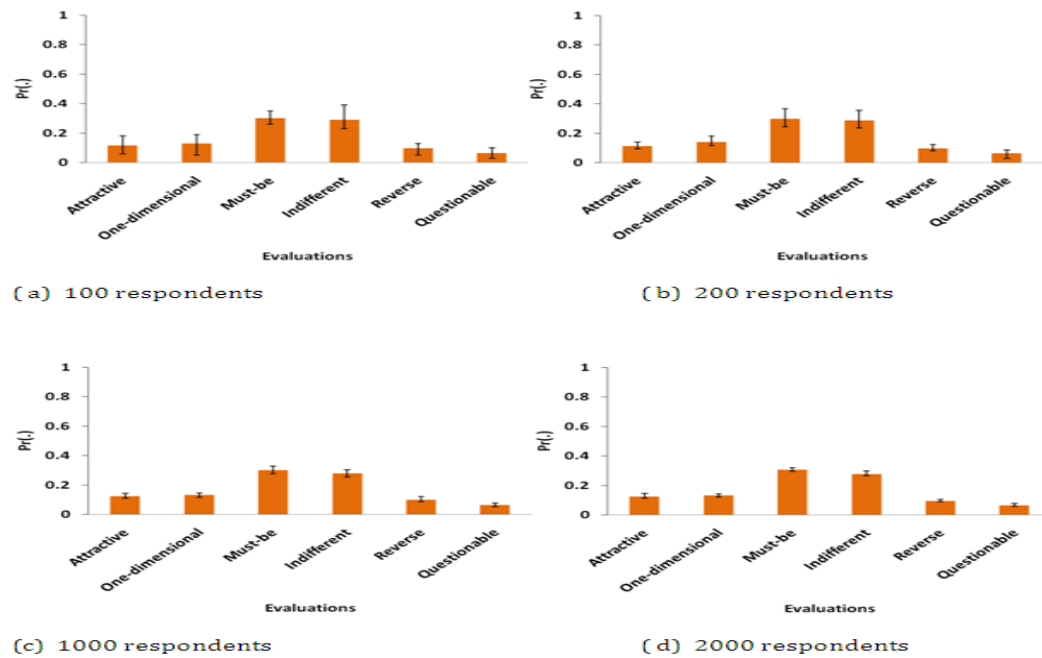 1
0.8
0.6
0.4
0.2
0
Pr(.)
Attractive
One-dimensional
Must-be
Indifferent
Reverse
Questionable
Evaluations
(a) 100 respondents
1
0.8
0.6
0.4
0.2
0
Pr(.)
Attractive
One-dimensional
Must-be
Indifferent
Reverse
Questionable
Evaluations
(b) 200 respondents
1
0.8
0.6
0.4
0.2
0
Pr(.)
Attractive
One-dimensional
Must-be
Indifferent
Reverse
Questionable
Evaluations
(c) 1000 respondents
1
0.8
0.6
0.4
0.2
0
Pr(.)
Attractive
One-dimensional
Must-be
Indifferent
Reverse
Questionable
Evaluations
(d) 2000 respondents